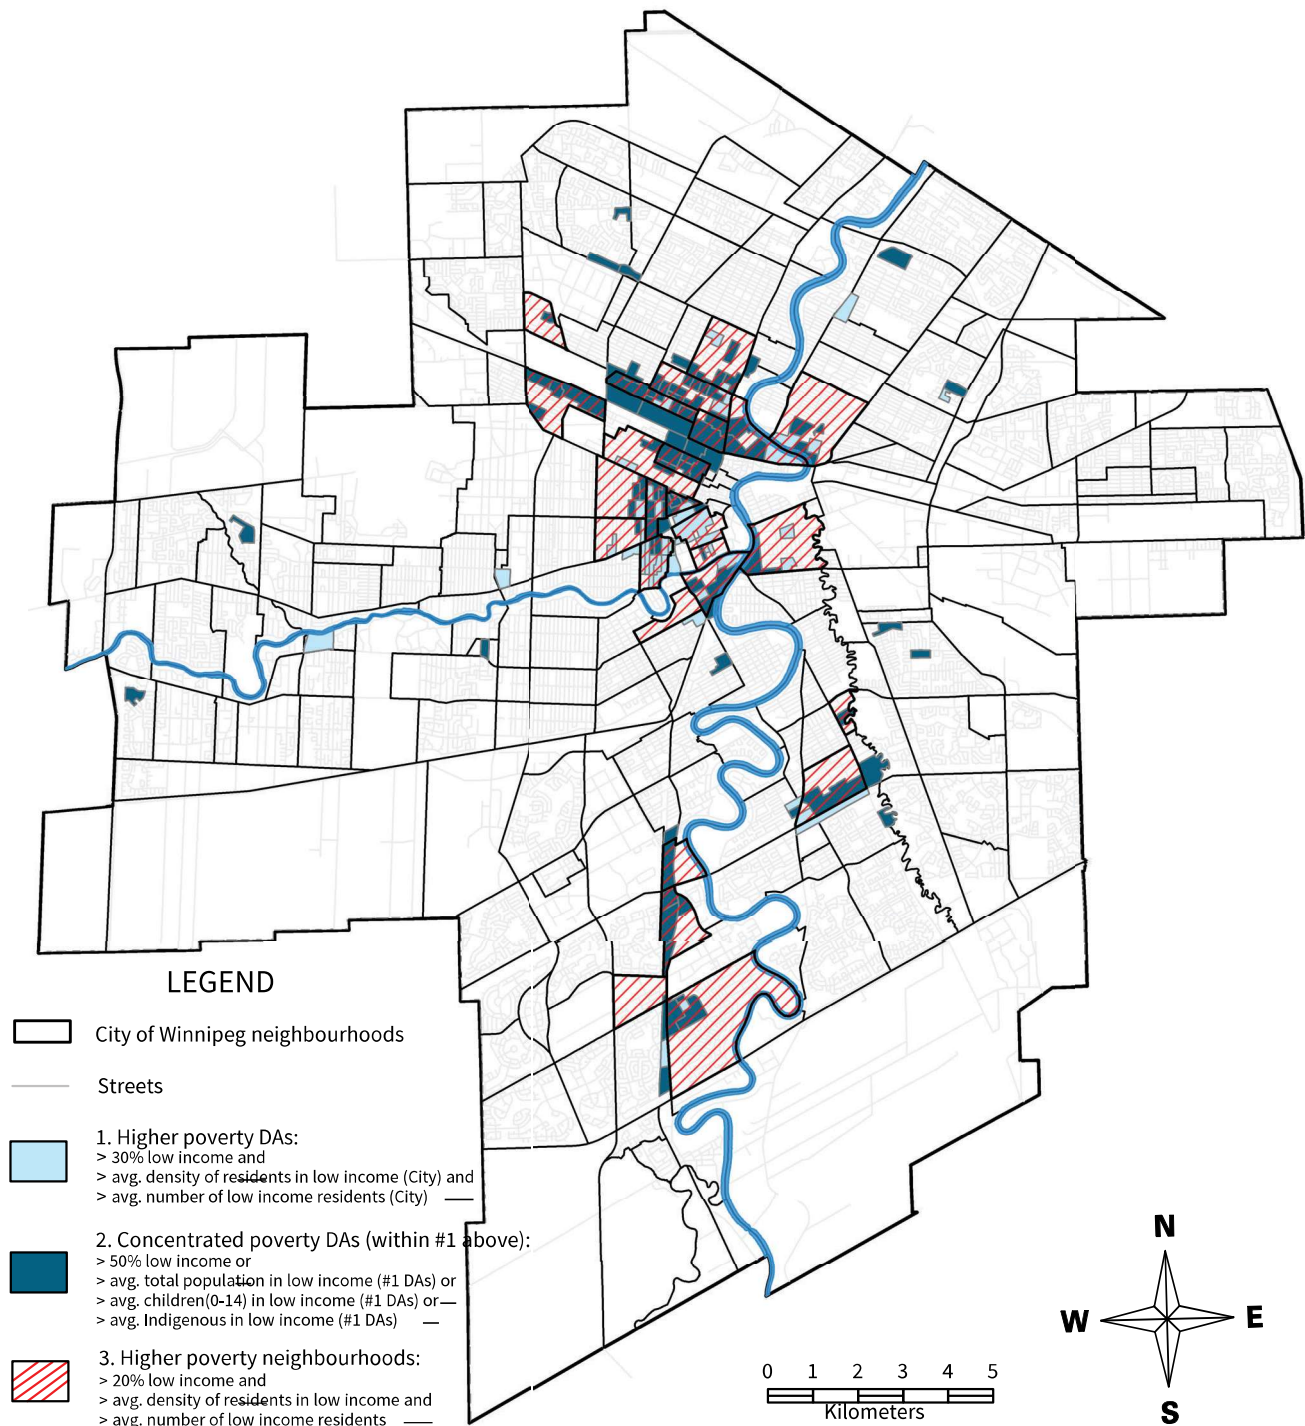 LEGEND
City of Winnipeg neighbourhoods
Streets
1. Higher poverty DAs:
> 30% low income and
> avg. density of residents in low income (City) and
> avg. number of low income residents (City)
2. Concentrated poverty DAs (within #1 above):
> 50% low income or
> avg. total population in low income (#1 DAs) or
> avg. children(0-14) in low income (#1 DAs) or
> avg. Indigenous in low income (#1 DAs)
3. Higher poverty neighbourhoods:
> 20% low income and
> avg. density of residents in low income and
> avg. number of low income residents
0 1 2 3 4 5
Kilometers
N
W E
S